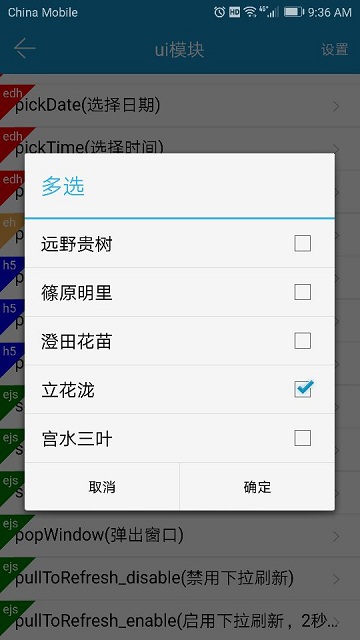 China Mobile HD 4G 9:36 AM
ui模块 设置
edh
pickDate(选择日期)
edh
pickTime(选择时间)
edh
多选
eh
远野贵树
h5
篠原明里
h5
澄田花苗
h5
立花泷
ejs
宫水三叶
ejs
取消 确定
ejs
ejs
popWindow(弹出窗口)
ejs
pullToRefresh_disable(禁用下拉刷新)
ejs
pullToRefresh_enable(启用下拉刷新，2秒...